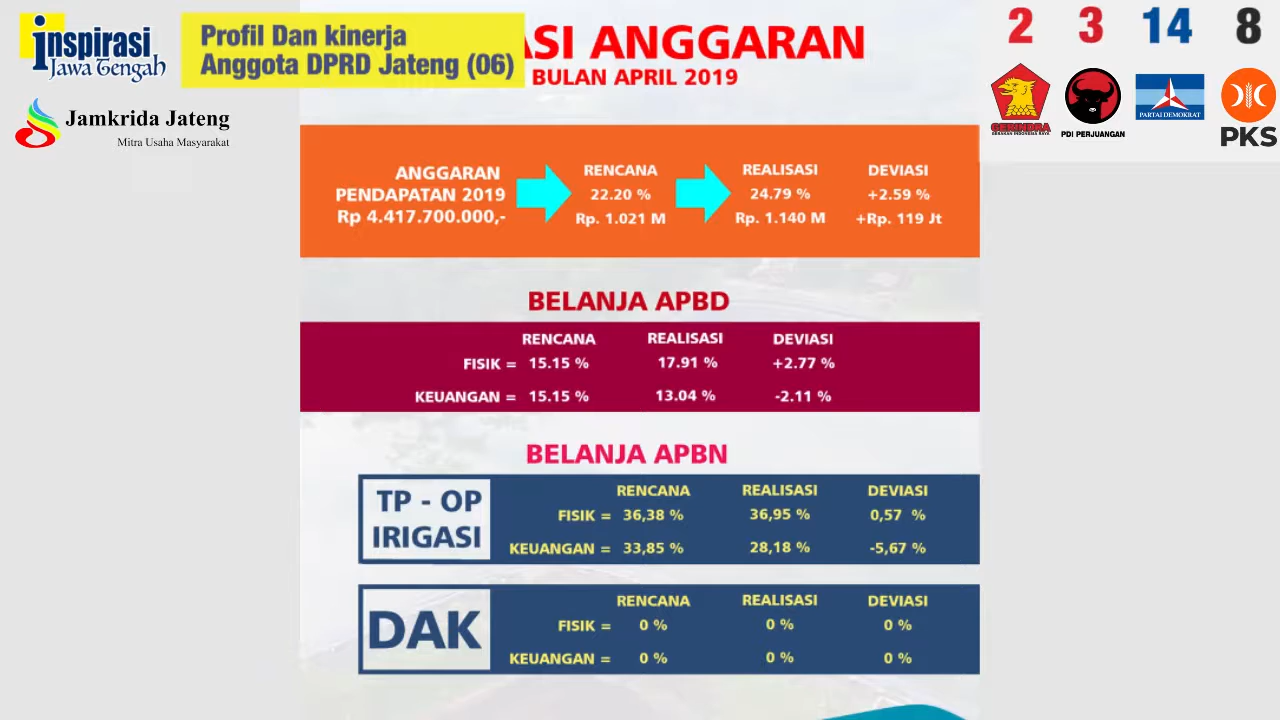 inspirasi
Jawa Tengah
Profil Dan kinerja
Anggota DPRD Jateng (06)
Jamkrida Jateng
Mitra Usaha Masyarakat
ASI ANGGARAN
BULAN APRIL 2019
2 3 14 8
GERINDRA
GERAKAN INDONESIA RAYA
PDI PERJUANGAN
PARTAI DEMOKRAT
PKS
ANGGARAN
PENDAPATAN 2019
Rp 4.417.700.000,-
RENCANA
22.20 %
Rp. 1.021 M
REALISASI
24.79 %
Rp. 1.140 M
DEVIASI
+2.59 %
+Rp. 119 Jt
BELANJA APBD
RENCANA REALISASI DEVIASI
FISIK = 15.15 % 17.91 % +2.77 %
KEUANGAN = 15.15 % 13.04 % -2.11 %
BELANJA APBN
TP - OP
IRIGASI
RENCANA REALISASI DEVIASI
FISIK = 36,38 % 36,95 % 0,57 %
KEUANGAN = 33,85 % 28,18 % -5,67 %
DAK
RENCANA REALISASI DEVIASI
FISIK = 0 % 0 % 0 %
KEUANGAN = 0 % 0 % 0 %